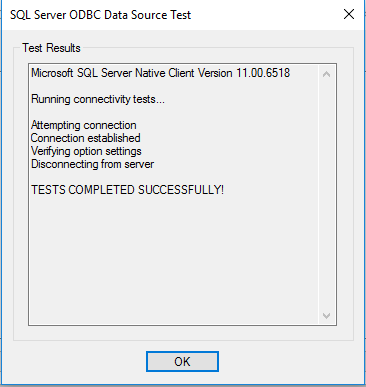 SQL Server ODBC Data Source Test
Test Results
Microsoft SQL Server Native Client Version 11.00.6518
Running connectivity tests...
Attempting connection
Connection established
Verifying option settings
Disconnecting from server
TESTS COMPLETED SUCCESSFULLY!
OK